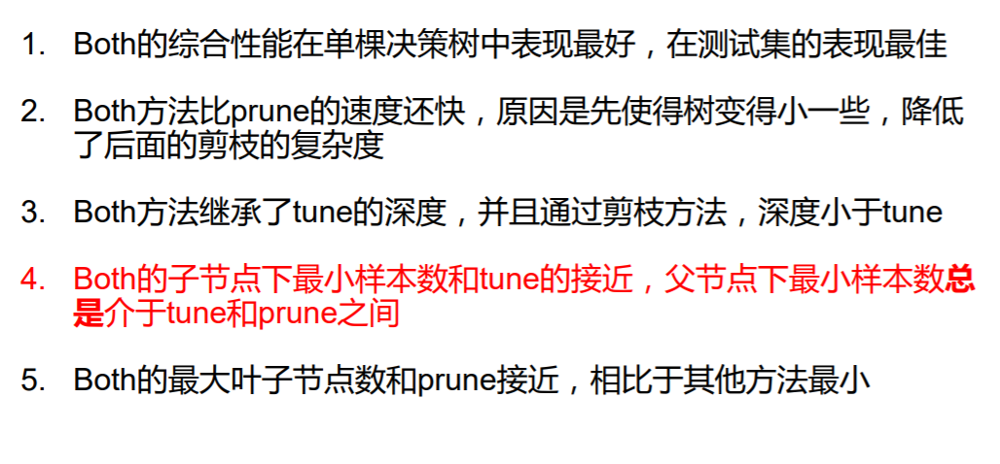 1. Both的综合性能在单棵决策树中表现最好，在测试集的表现最佳
2. Both方法比prune的速度还快，原因是先使得树变得小一些，降低
了后面的剪枝的复杂度
3. Both方法继承了tune的深度，并且通过剪枝方法，深度小于tune
4. Both的子节点下最小样本数和tune的接近，父节点下最小样本数总
是介于tune和prune之间
5. Both的最大叶子节点数和prune接近，相比于其他方法最小